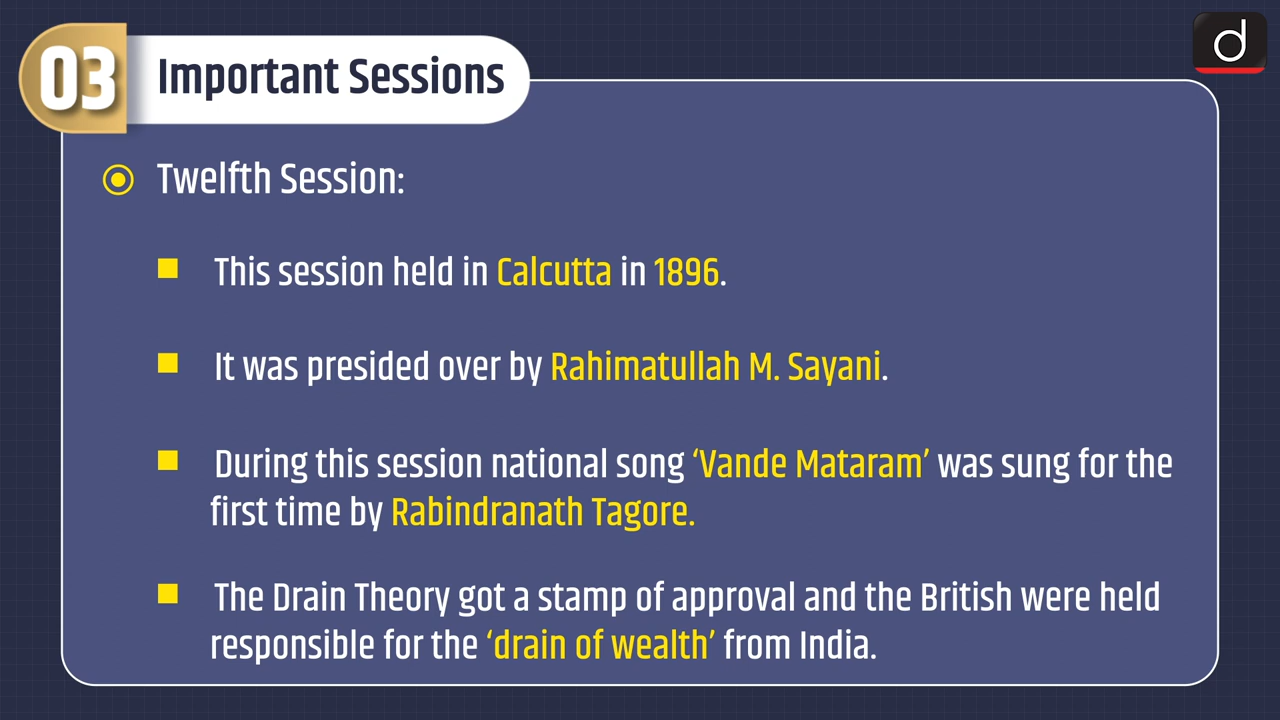 03
Important Sessions
d
Twelfth Session:
This session held in Calcutta in 1896.
It was presided over by Rahimatullah M. Sayani.
During this session national song ‘Vande Mataram’ was sung for the
first time by Rabindranath Tagore.
The Drain Theory got a stamp of approval and the British were held
responsible for the ‘drain of wealth’ from India.